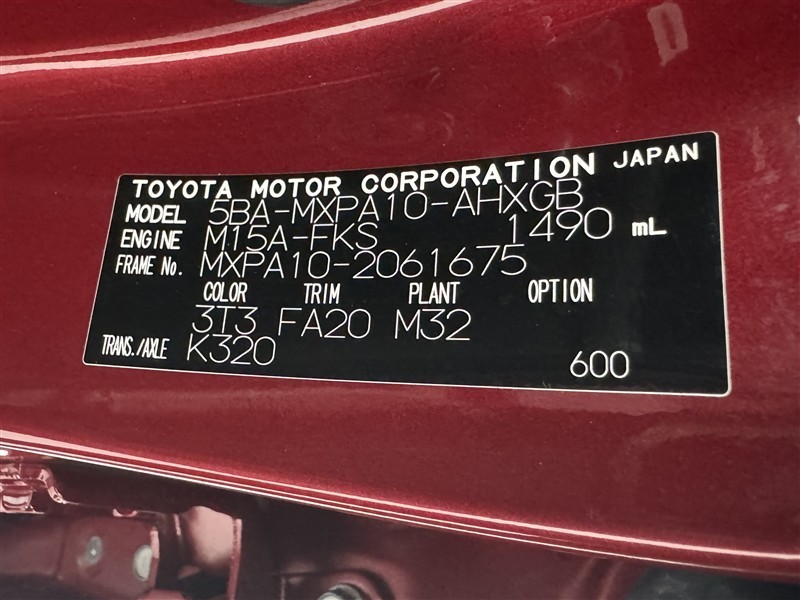 TOYOTA MOTOR CORPORATION JAPAN
MODEL 5BA-MXPA10-AHXGB
ENGINE M15A-FKS 1490 mL
FRAME No. MXPA10-2061675
COLOR TRIM PLANT OPTION
3T3 FA20 M32
TRANS./AXLE K320
600